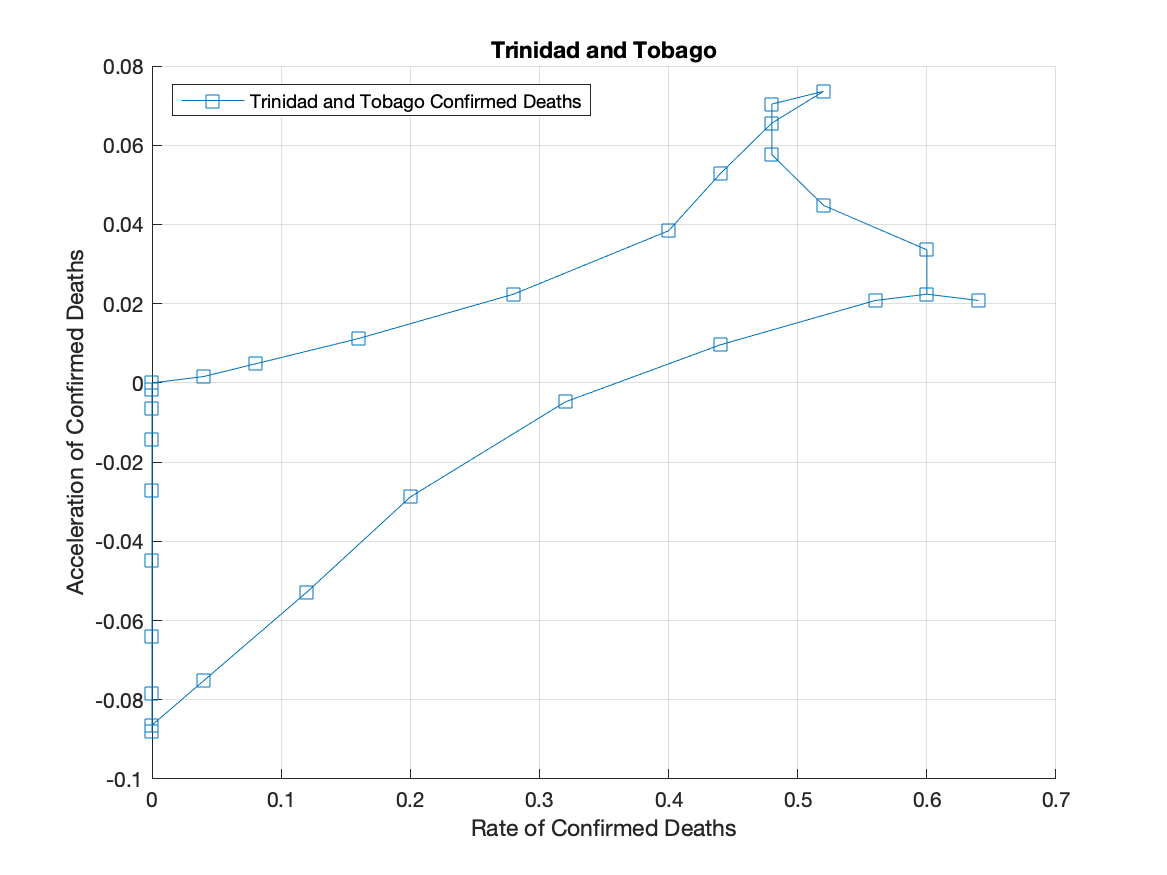 Trinidad and Tobago
Trinidad and Tobago Confirmed Deaths
0.08
0.06
0.04
0.02
0
-0.02
-0.04
-0.06
-0.08
-0.1
Acceleration of Confirmed Deaths
0 0.1 0.2 0.3 0.4 0.5 0.6 0.7
Rate of Confirmed Deaths